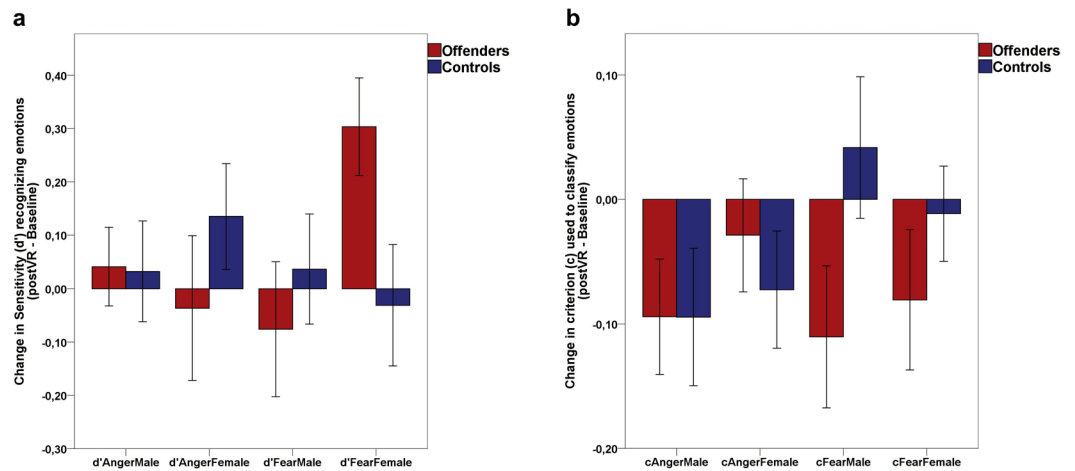 a
Change in Sensitivity (d') recognizing emotions
(postVR - Baseline)
0,40
0,30
0,20
0,10
0,00
-0,10
-0,20
-0,30
d'AngerMale d'AngerFemale d'FearMale d'FearFemale
Offenders
Controls
b
Change in criterion (c) used to classify emotions
(postVR - Baseline)
0,10
0,00
-0,10
-0,20
cAngerMale cAngerFemale cFearMale cFearFemale
Offenders
Controls